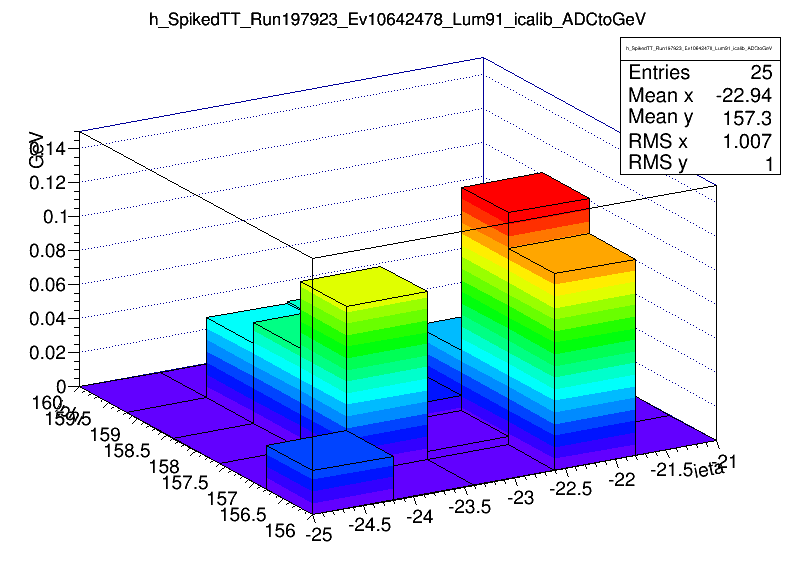 h_SpikedTT_Run197923_Ev10642478_Lum91_icalib_ADCtoGeV
h_SpikedTT_Run197923_Ev10642478_Lum91_icalib_ADCtoGeV
Entries 25
Mean x -22.94
Mean y 157.3
RMS x 1.007
RMS y 1
GeV
0.14
0.12
0.1
0.08
0.06
0.04
0.02
0
160
159.5
159
158.5
158
157.5
157
156.5
156
-25
-24.5
-24
-23.5
-23
-22.5
-22
-21.5
-21
ieta